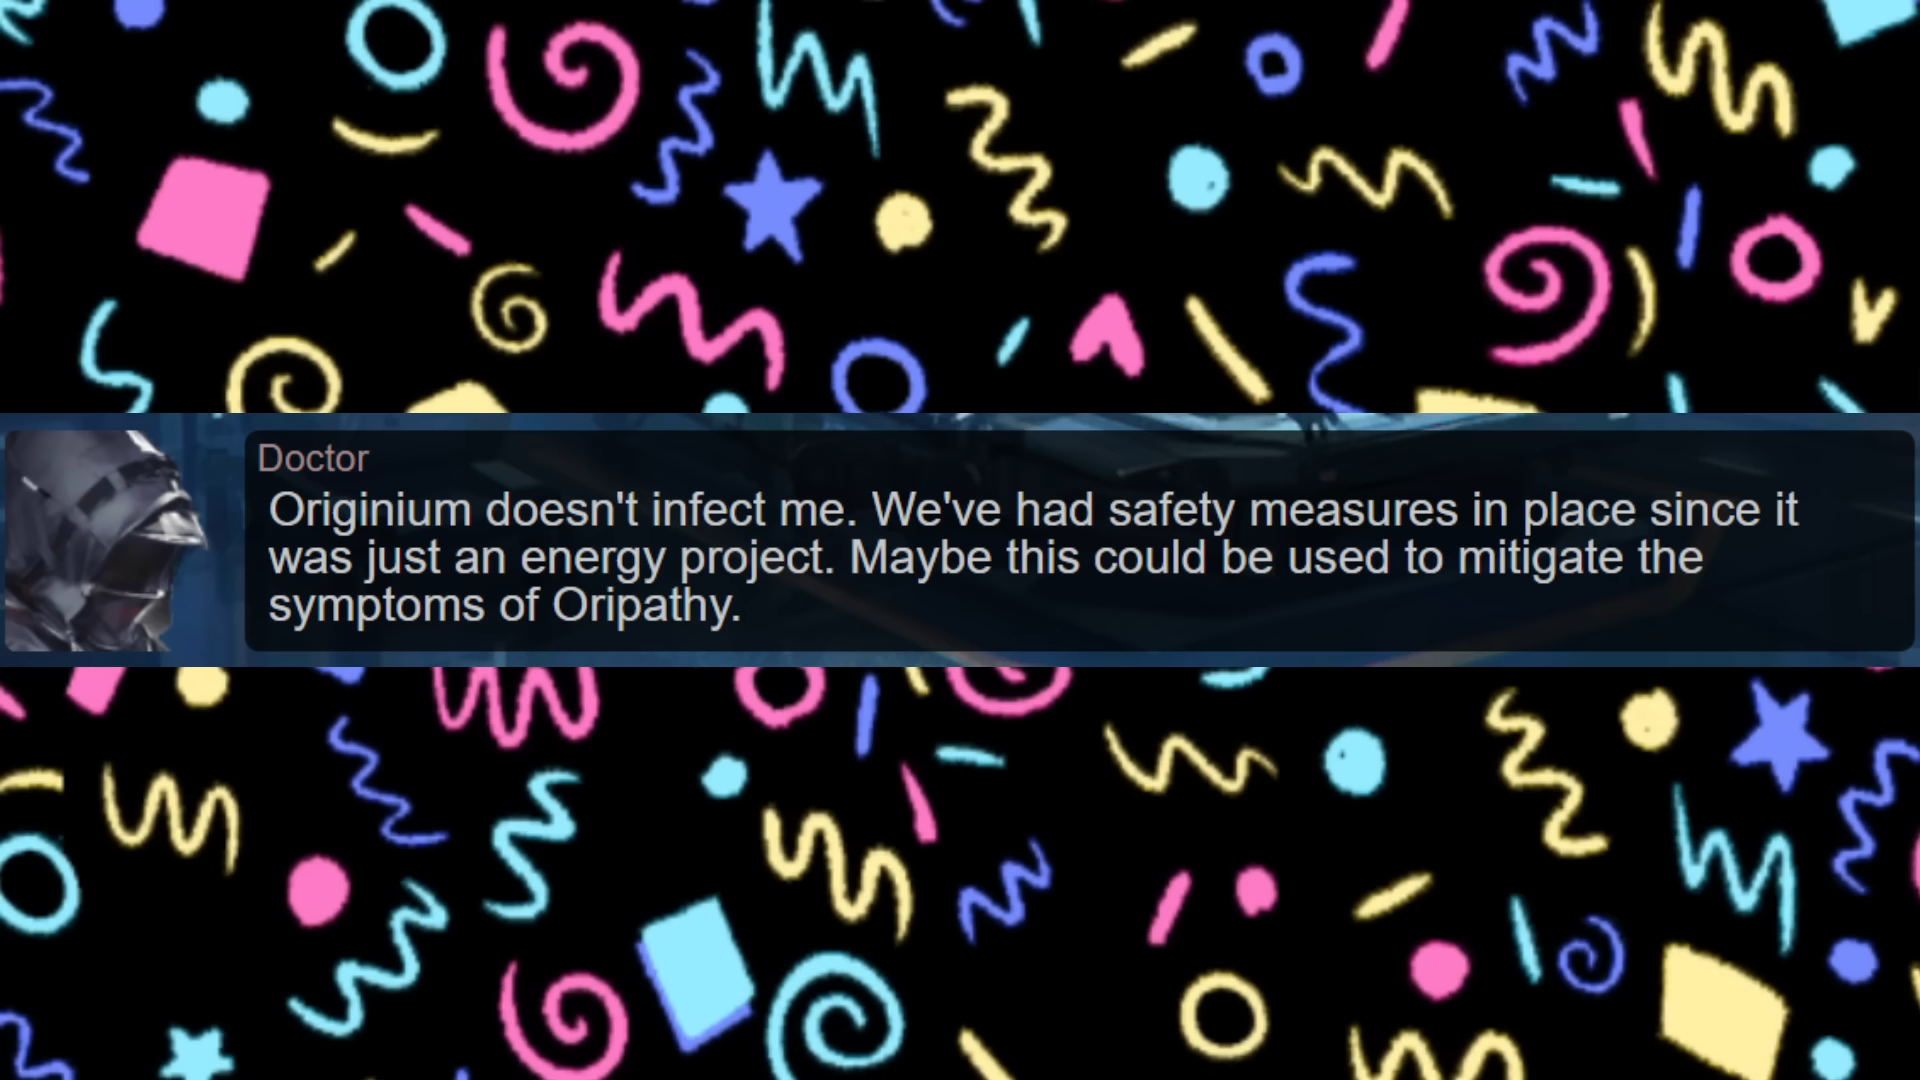 Doctor
Originium doesn't infect me. We've had safety measures in place since it
was just an energy project. Maybe this could be used to mitigate the
symptoms of Oripathy.